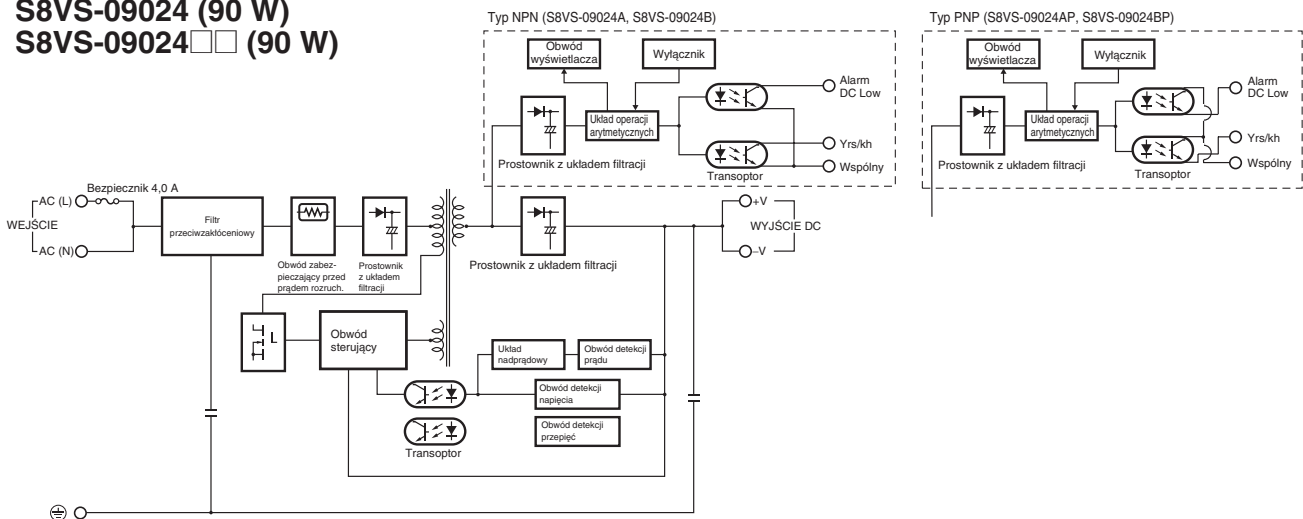 S8VS-09024 (90 W)
S8VS-09024□□ (90 W)
Typ NPN (S8VS-09024A, S8VS-09024B)
Obwód
wyświetlacza
Wyłącznik
Układ operacji
arytmetycznych
Alarm
DC Low
Yrs/kh
Wspólny
Prostownik z układem filtracji
Transoptor
Typ PNP (S8VS-09024AP, S8VS-09024BP)
Obwód
wyświetlacza
Wyłącznik
Układ operacji
arytmetycznych
Alarm
DC Low
Yrs/kh
Wspólny
Prostownik z układem filtracji
Transoptor
Bezpiecznik 4,0 A
AC (L)
WEJŚCIE
AC (N)
Filtr
przeciwzakłóceniowy
Obwód zabez-
pieczający przed
prądem rozruch.
Prostownik
z układem
filtracji
Prostownik z układem filtracji
+V
WYJŚCIE DC
–V
Obwód
sterujący
Układ
nadprądowy
Obwód detekcji
prądu
Obwód detekcji
napięcia
Obwód detekcji
przepięć
Transoptor